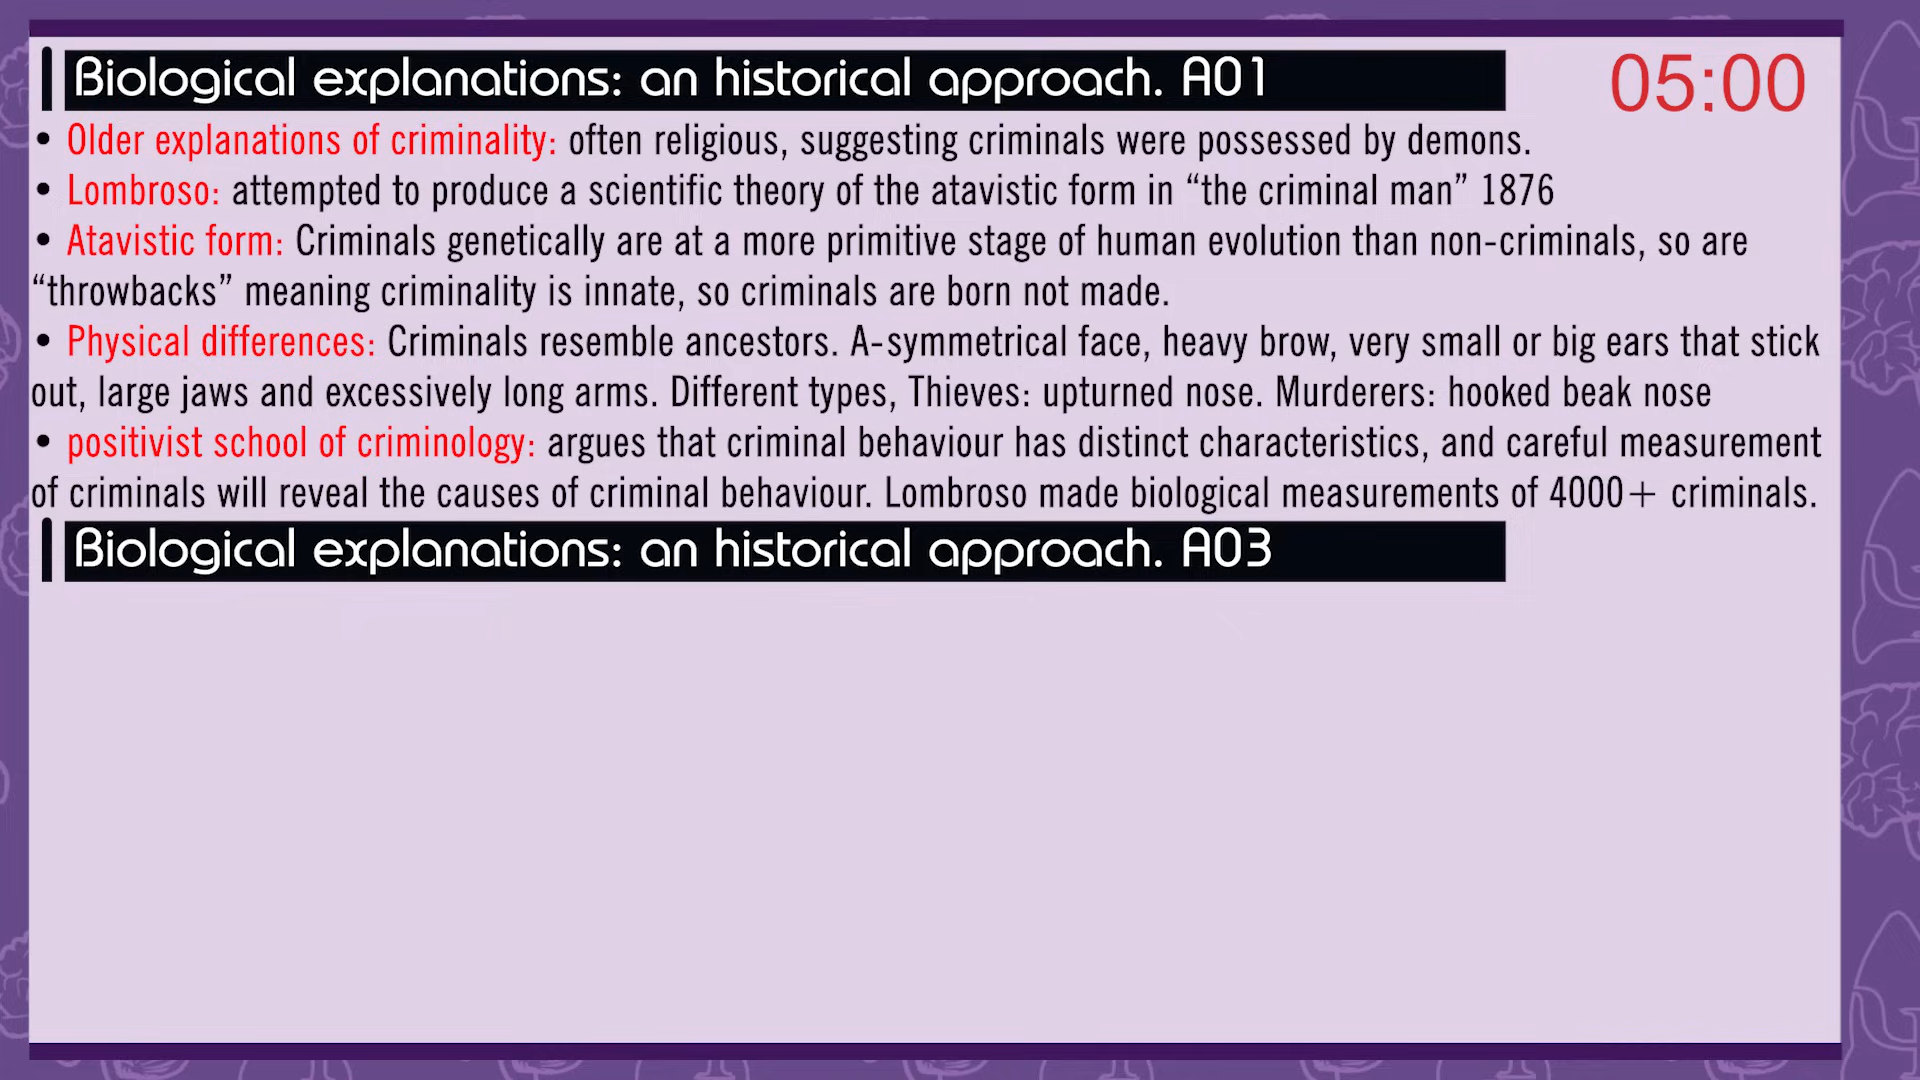 Biological explanations: an historical approach. AO1
05:00
• Older explanations of criminality: often religious, suggesting criminals were possessed by demons.
• Lombroso: attempted to produce a scientific theory of the atavistic form in “the criminal man” 1876
• Atavistic form: Criminals genetically are at a more primitive stage of human evolution than non-criminals, so are
“throwbacks” meaning criminality is innate, so criminals are born not made.
• Physical differences: Criminals resemble ancestors. A-symmetrical face, heavy brow, very small or big ears that stick
out, large jaws and excessively long arms. Different types, Thieves: upturned nose. Murderers: hooked beak nose
• positivist school of criminology: argues that criminal behaviour has distinct characteristics, and careful measurement
of criminals will reveal the causes of criminal behaviour. Lombroso made biological measurements of 4000+ criminals.
Biological explanations: an historical approach. AO3